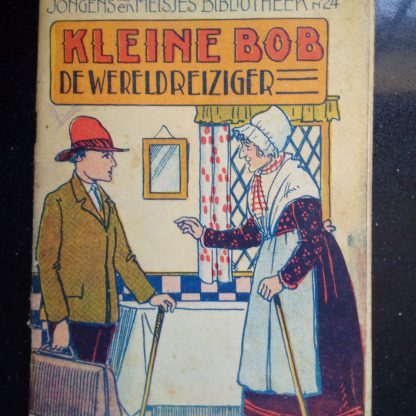 JONGENS en MEISJES BIBLIOTHEEK No 24
KLEINE BOB
DE WERELDREIZIGER